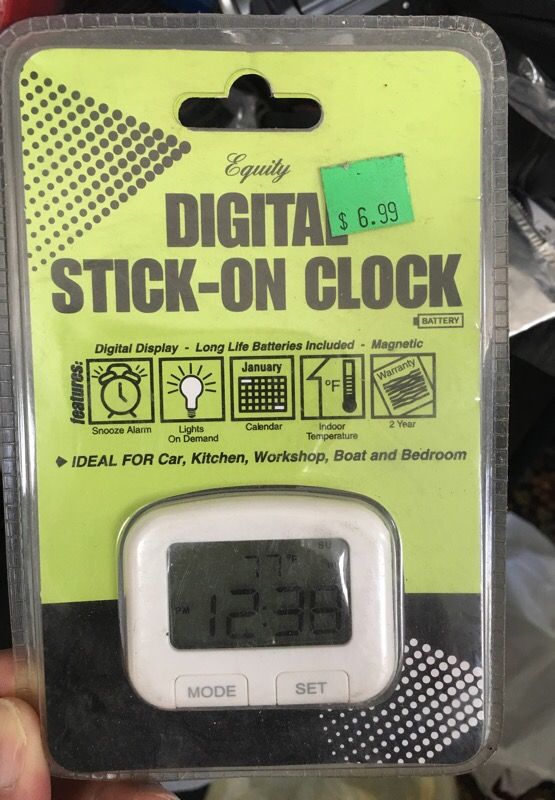 Equity
DIGITAL
$ 6.99
STICK-ON CLOCK
BATTERY
Digital Display - Long Life Batteries Included - Magnetic
features:
Snooze Alarm
Lights
On Demand
January
Calendar
°F
Indoor
Temperature
Warranty
2 Year
IDEAL FOR Car, Kitchen, Workshop, Boat and Bedroom
SU
77°F
PM 12:38
MODE SET